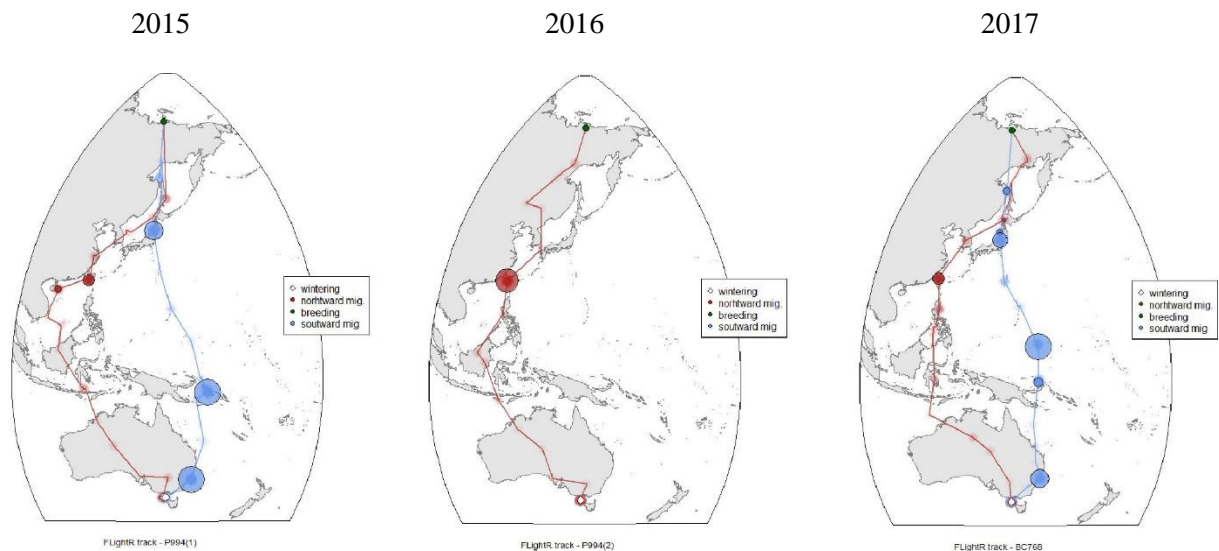 2015
2016
2017
wintering
norhtward mig.
breeding
soutward mig.
wintering
norhtward mig.
breeding
soutward mig
wintering
norhtward mig.
breeding
soutward mig.
FLightR track - P994(1)
FLightR track - P994(2)
FLightR track - BC768